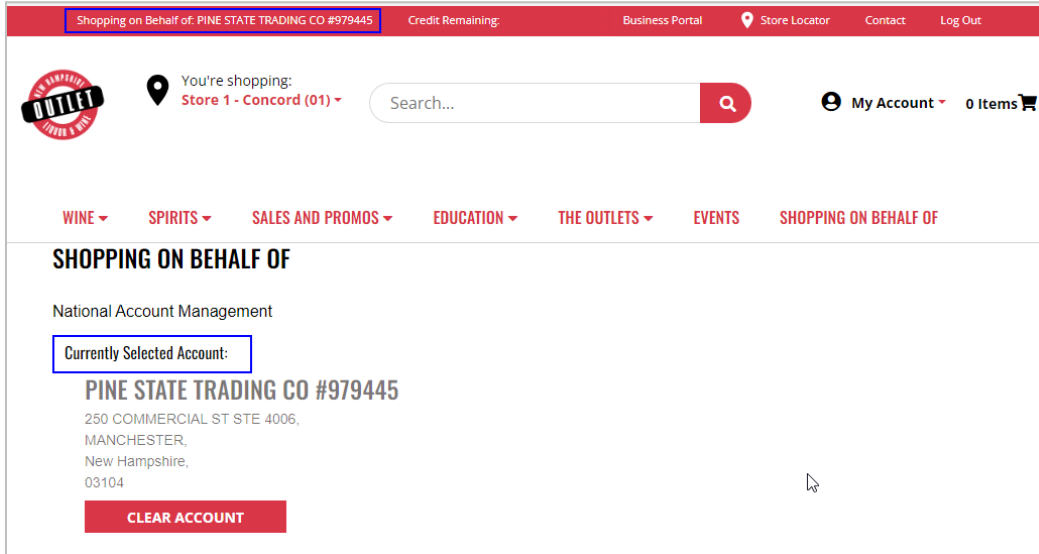 Shopping on Behalf of: PINE STATE TRADING CO #979445 Credit Remaining: Business Portal Store Locator Contact Log Out
NEW HAMPSHIRE
OUTLET
LIQUOR & WINE
You're shopping:
Store 1 - Concord (01)
Search...
My Account 0 Items
WINE SPIRITS SALES AND PROMOS EDUCATION THE OUTLETS EVENTS SHOPPING ON BEHALF OF
SHOPPING ON BEHALF OF
National Account Management
Currently Selected Account:
PINE STATE TRADING CO #979445
250 COMMERCIAL ST STE 4006,
MANCHESTER,
New Hampshire,
03104
CLEAR ACCOUNT